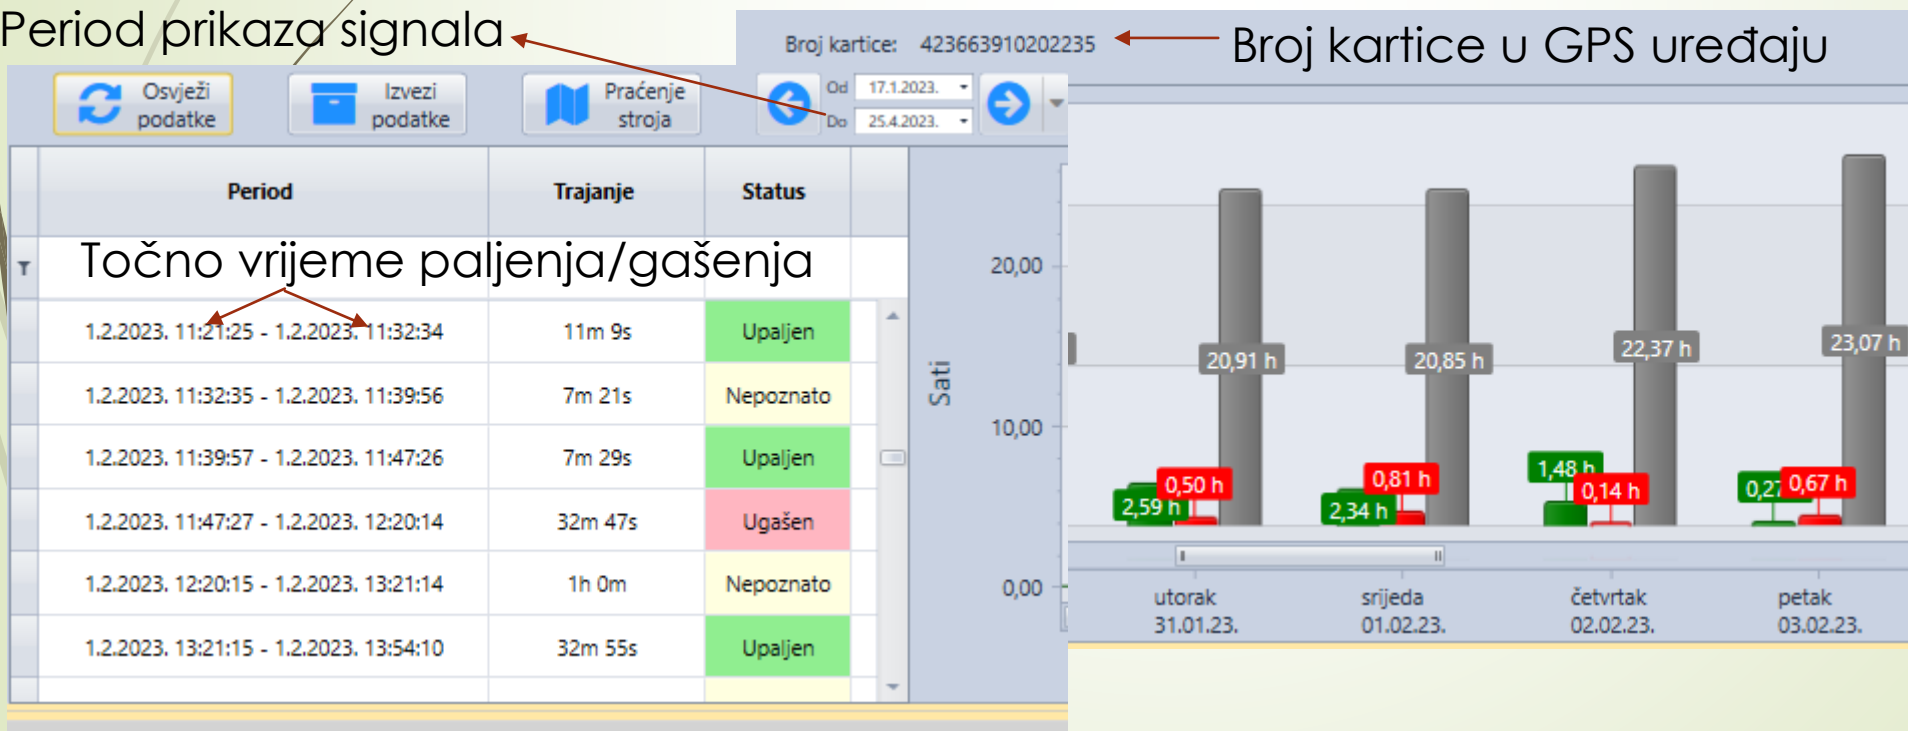 Period prikaza signala
Broj kartice: 423663910202235
Broj kartice u GPS uređaju
Osvježi
podatke
Izvezi
podatke
Praćenje
stroja
Od 17.1.2023.
Do 25.4.2023.
Period Trajanje Status
Točno vrijeme paljenja/gašenja
1.2.2023. 11:21:25 - 1.2.2023. 11:32:34 11m 9s Upaljen
1.2.2023. 11:32:35 - 1.2.2023. 11:39:56 7m 21s Nepoznato
1.2.2023. 11:39:57 - 1.2.2023. 11:47:26 7m 29s Upaljen
1.2.2023. 11:47:27 - 1.2.2023. 12:20:14 32m 47s Ugašen
1.2.2023. 12:20:15 - 1.2.2023. 13:21:14 1h 0m Nepoznato
1.2.2023. 13:21:15 - 1.2.2023. 13:54:10 32m 55s Upaljen
Sati
20,00
10,00
0,00
2,59 h 0,50 h 20,91 h
2,34 h 0,81 h 20,85 h
1,48 h 0,14 h 22,37 h
0,27 0,67 h 23,07 h
utorak
31.01.23.
srijeda
01.02.23.
četvrtak
02.02.23.
petak
03.02.23.